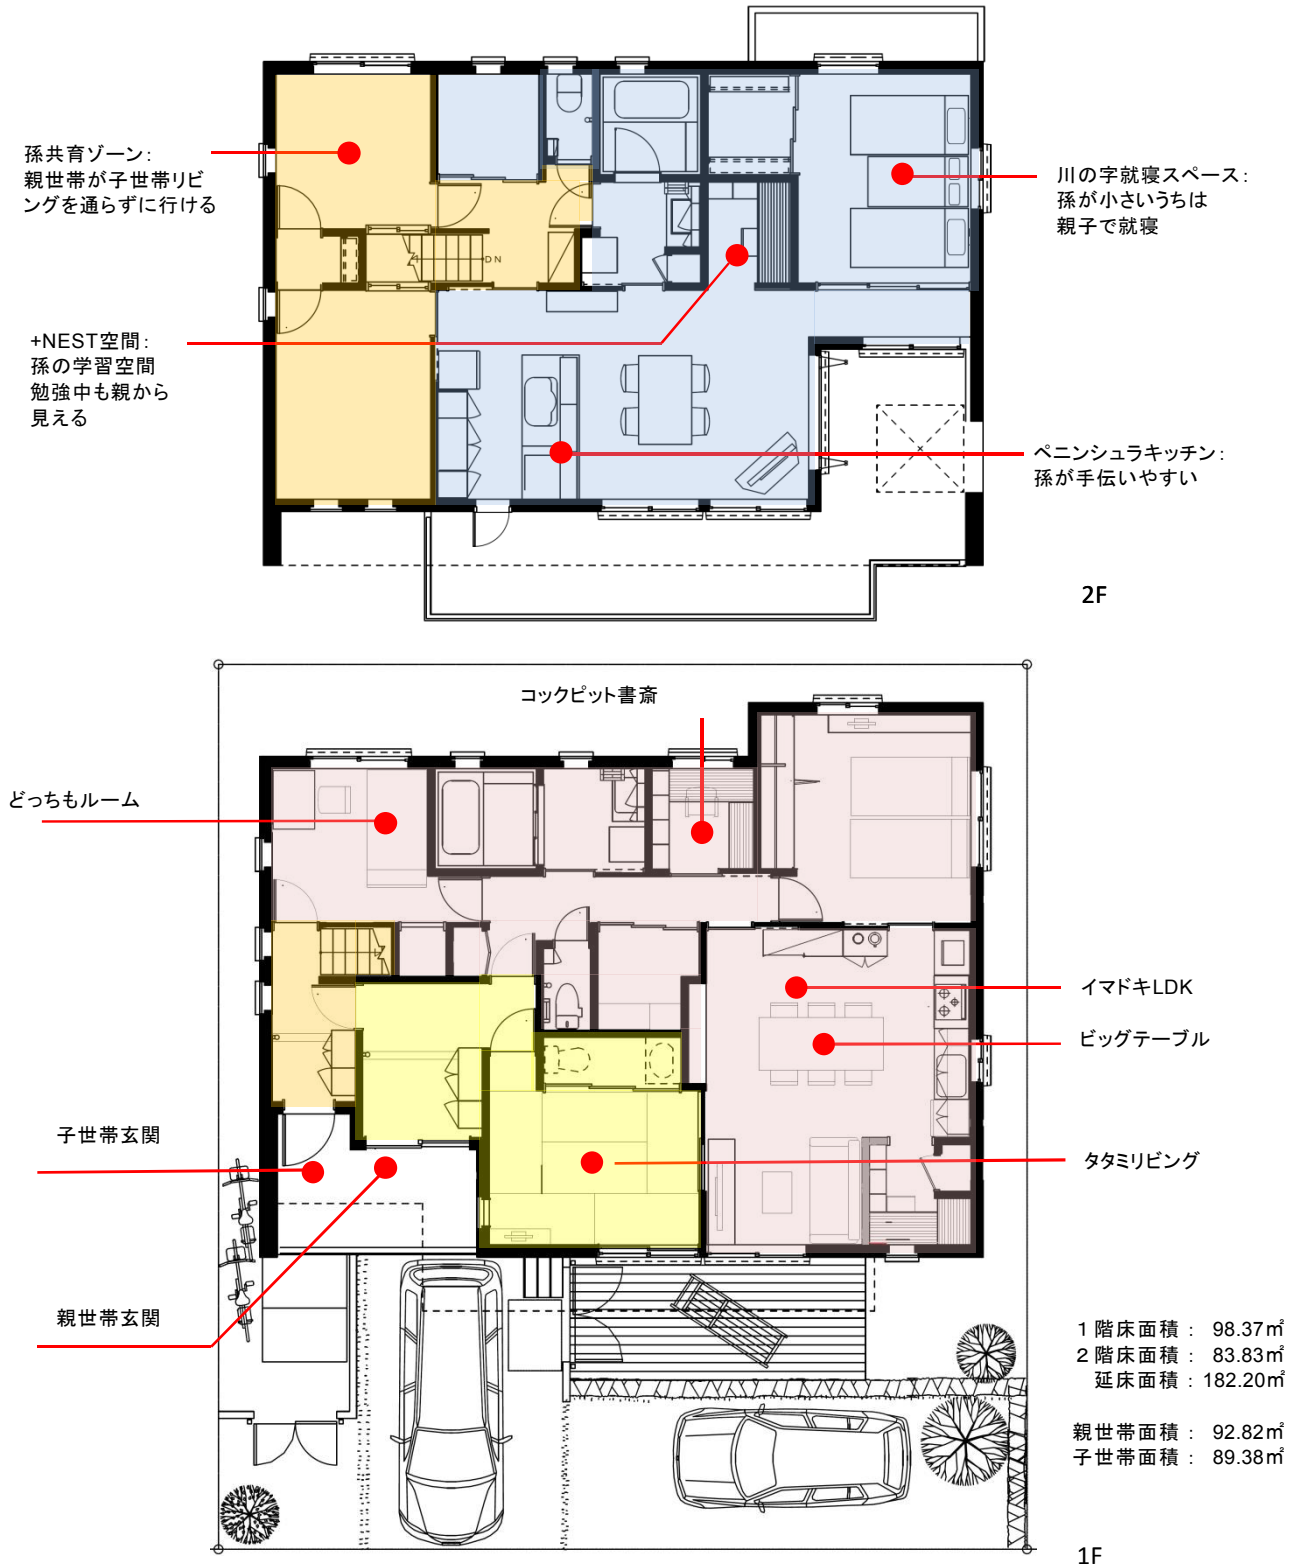 孫共育ゾーン：
親世帯が子世帯リビ
ングを通らずに行ける
川の字就寝スペース：
孫が小さいうちは
親子で就寝
DN
+NEST空間：
孫の学習空間
勉強中も親から
見える
ペニンシュラキッチン：
孫が手伝いやすい
2F
コックピット書斎
どっちもルーム
イマドキLDK
ビッグテーブル
子世帯玄関
タタミリビング
親世帯玄関
1階床面積： 98.37㎡
2階床面積： 83.83㎡
延床面積：182.20㎡
親世帯面積： 92.82㎡
子世帯面積： 89.38㎡
1F